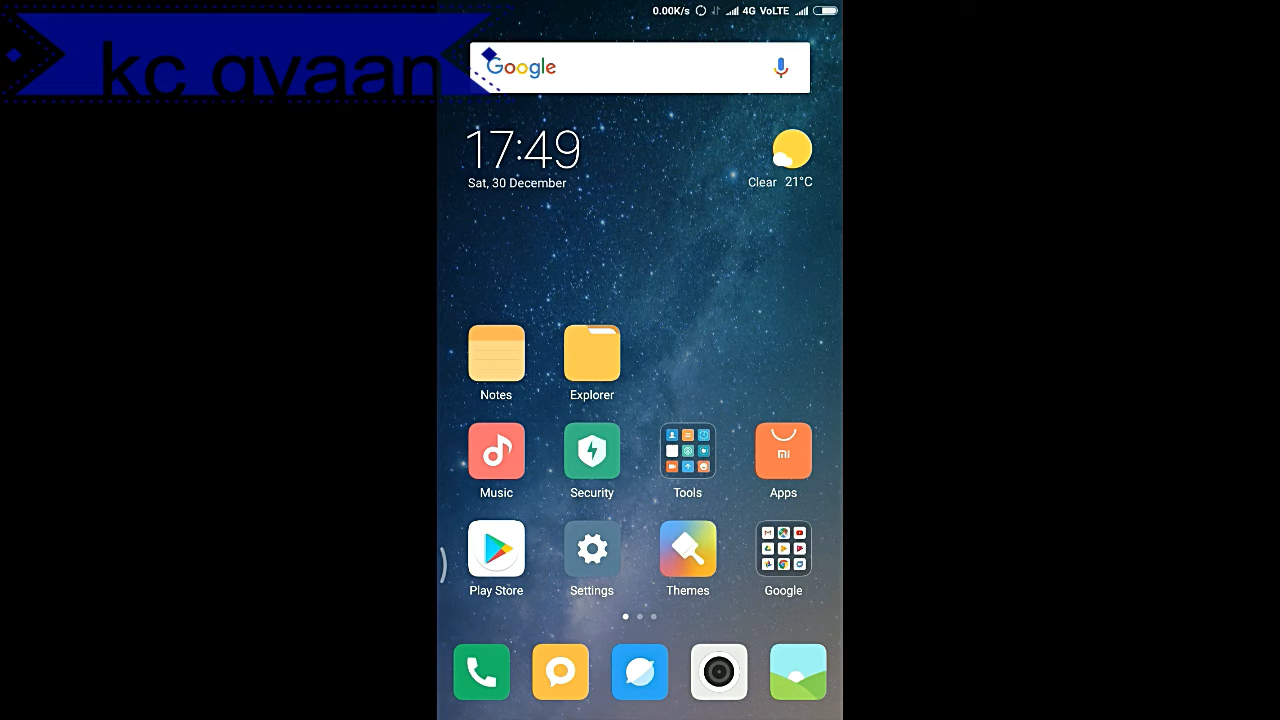 0.00K/s 4G VoLTE
kc gyaan
Google
17:49
Sat, 30 December
Clear 21°C
Notes Explorer
Music Security Tools Apps
mi
Play Store Settings Themes Google